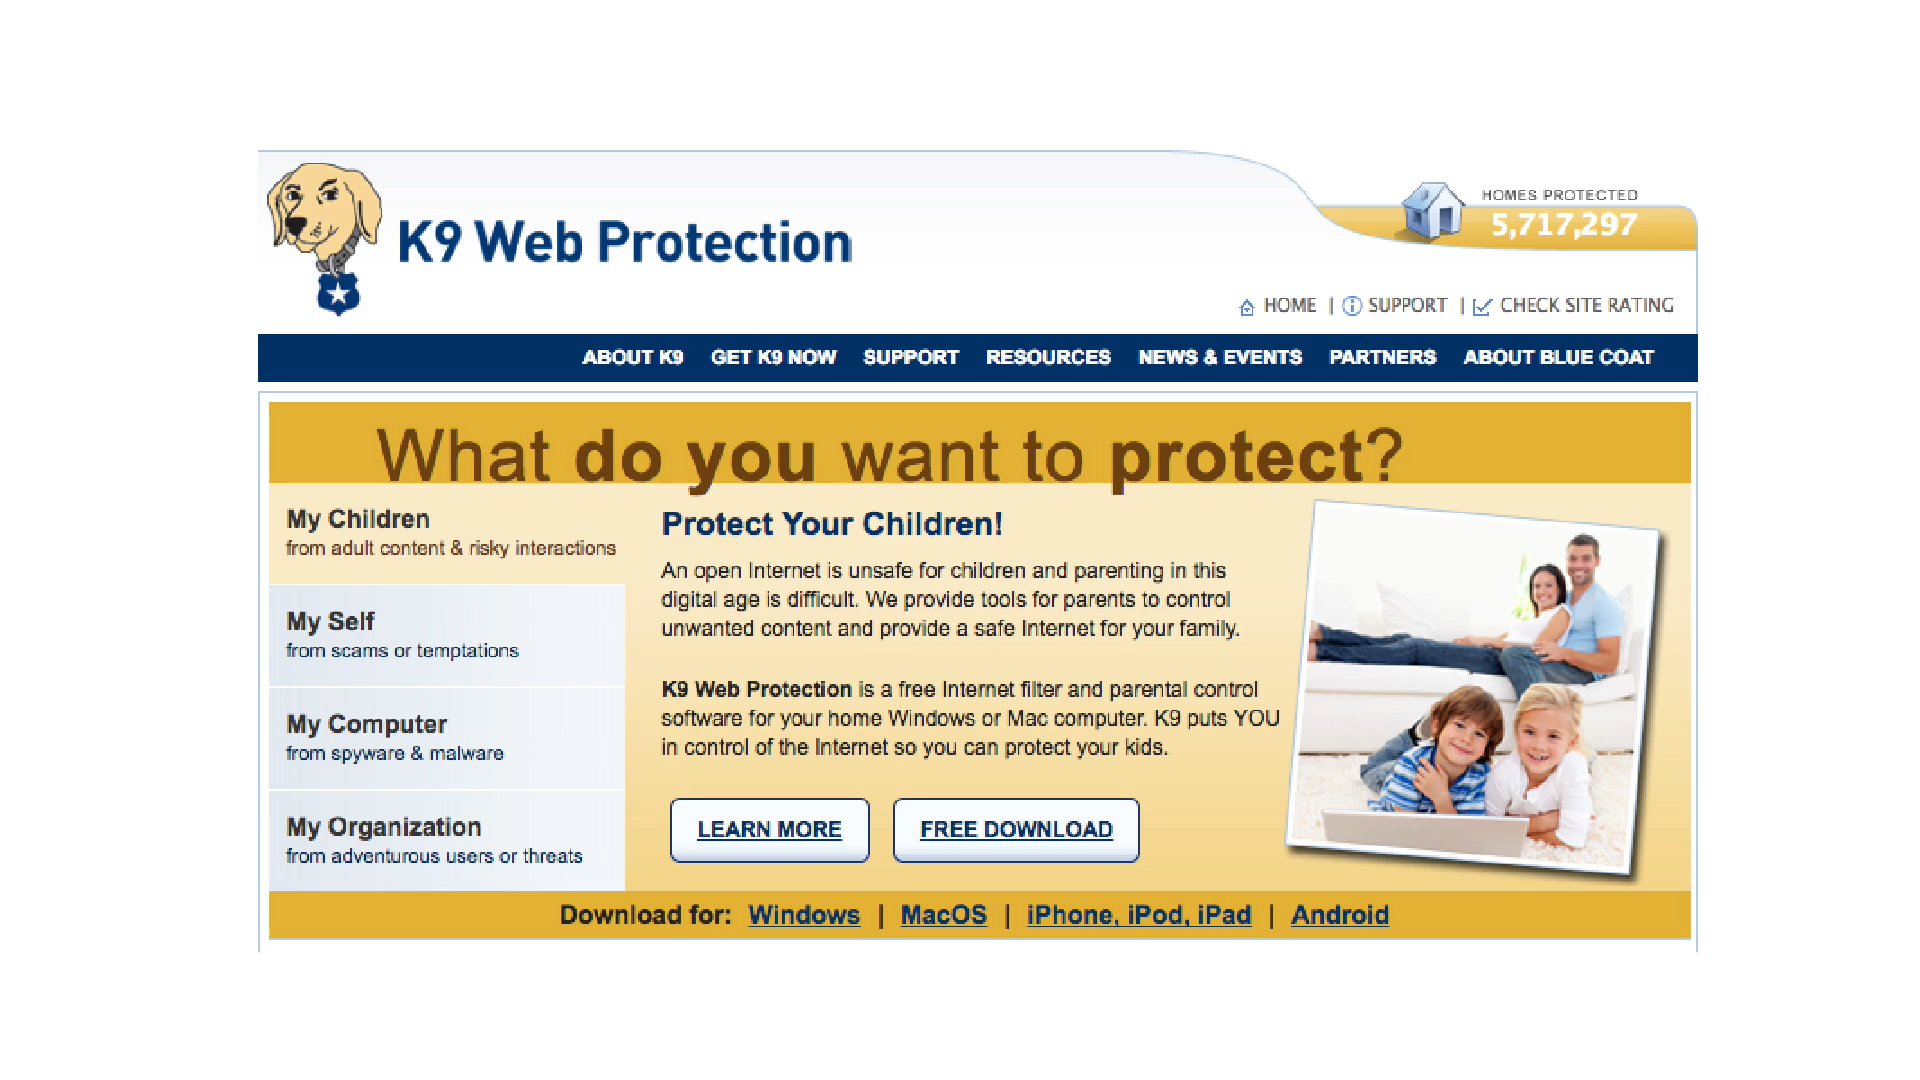 K9 Web Protection
HOMES PROTECTED
5,717,297
HOME | SUPPORT | CHECK SITE RATING
ABOUT K9 GET K9 NOW SUPPORT RESOURCES NEWS & EVENTS PARTNERS ABOUT BLUE COAT
What do you want to protect?
My Children
from adult content & risky interactions
My Self
from scams or temptations
My Computer
from spyware & malware
My Organization
from adventurous users or threats
Protect Your Children!
An open Internet is unsafe for children and parenting in this
digital age is difficult. We provide tools for parents to control
unwanted content and provide a safe Internet for your family.
K9 Web Protection is a free Internet filter and parental control
software for your home Windows or Mac computer. K9 puts YOU
in control of the Internet so you can protect your kids.
LEARN MORE FREE DOWNLOAD
Download for: Windows | MacOS | iPhone, iPod, iPad | Android